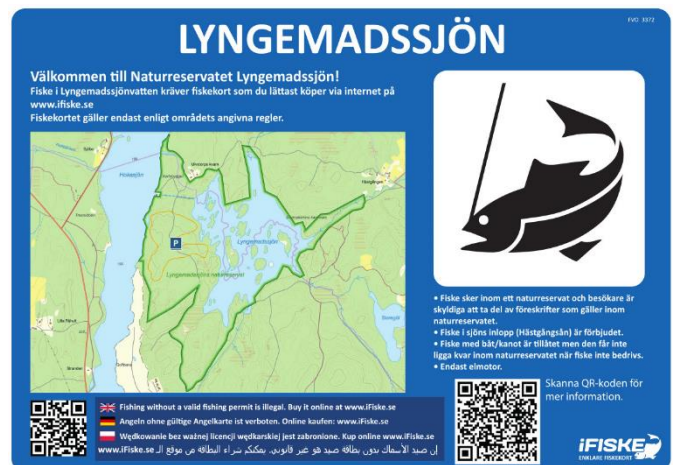 EVO 3372
LYNGEMADSSJÖN
Välkommen till Naturreservatet Lyngemadssjön!
Fiske i Lyngemadssjönvatten kräver fiskekort som du lättast köper via internet på
www.ifiske.se
Fiskekortet gäller endast enligt områdets angivna regler.
P
Lyngemadssjön
Lyngemadssjöns naturreservat
• Fiske sker inom ett naturreservat och besökare är
skyldiga att ta del av föreskrifter som gäller inom
naturreservatet.
• Fiske i sjöns inlopp (Hästgångsån) är förbjudet.
• Fiske med båt/kanot är tillåtet men den får inte
ligga kvar inom naturreservatet när fiske inte bedrivs.
• Endast elmotor.
Skanna QR-koden för
mer information.
Fishing without a valid fishing permit is illegal. Buy it online at www.iFiske.se
Angeln ohne gültige Angelkarte ist verboten. Online kaufen: www.iFiske.se
Wędkowanie bez ważnej licencji wędkarskiej jest zabronione. Kup online www.iFiske.se
إن صيد الأسماك بدون بطاقة صيد هو غير قانوني. يمكنكم شراء البطاقة من موقع الـ www.iFiske.se
iFISKE
ENKLARE FISKEKORT